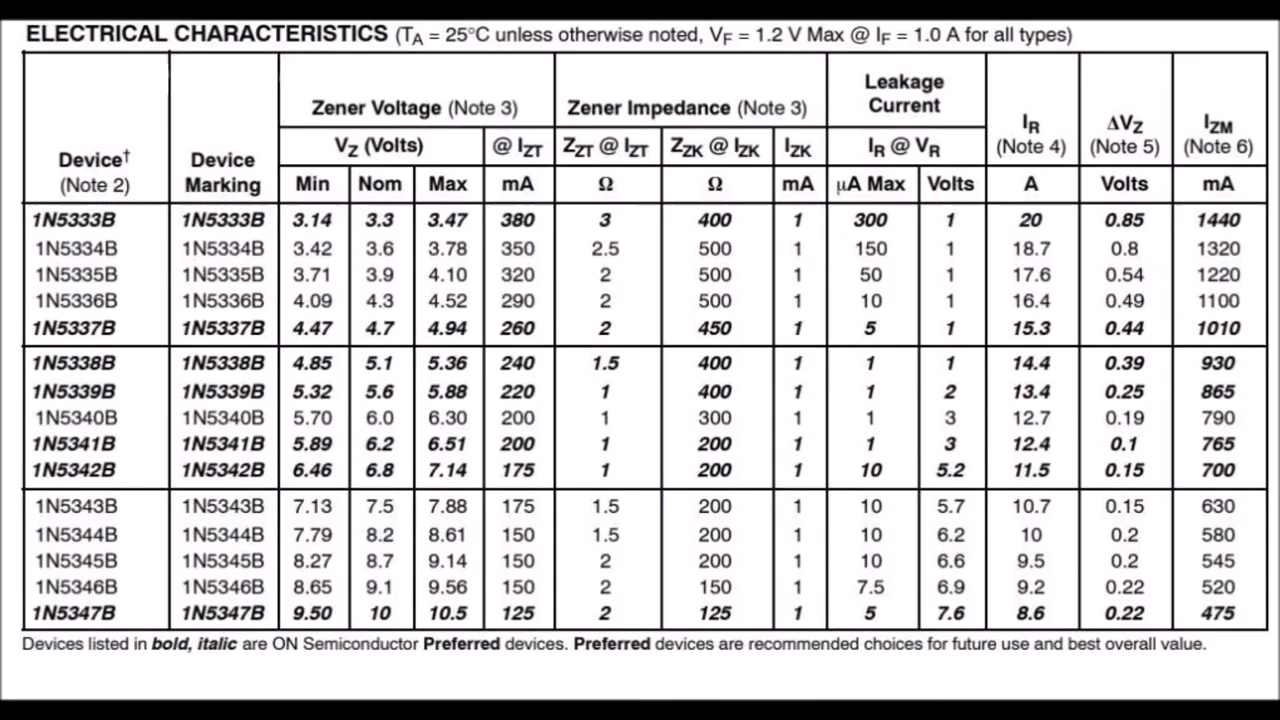 ELECTRICAL CHARACTERISTICS (TA = 25°C unless otherwise noted, VF = 1.2 V Max @ IF = 1.0 A for all types)
Device† (Note 2) Device Marking Zener Voltage (Note 3) Zener Impedance (Note 3) Leakage Current IR (Note 4) ΔVZ (Note 5) IZM (Note 6)
VZ (Volts) @ IZT ZZT @ IZT ZZK @ IZK IZK IR @ VR
Min Nom Max mA Ω Ω mA µA Max Volts A Volts mA
1N5333B 1N5333B 3.14 3.3 3.47 380 3 400 1 300 1 20 0.85 1440
1N5334B 1N5334B 3.42 3.6 3.78 350 2.5 500 1 150 1 18.7 0.8 1320
1N5335B 1N5335B 3.71 3.9 4.10 320 2 500 1 50 1 17.6 0.54 1220
1N5336B 1N5336B 4.09 4.3 4.52 290 2 500 1 10 1 16.4 0.49 1100
1N5337B 1N5337B 4.47 4.7 4.94 260 2 450 1 5 1 15.3 0.44 1010
1N5338B 1N5338B 4.85 5.1 5.36 240 1.5 400 1 1 1 14.4 0.39 930
1N5339B 1N5339B 5.32 5.6 5.88 220 1 400 1 1 2 13.4 0.25 865
1N5340B 1N5340B 5.70 6.0 6.30 200 1 300 1 1 3 12.7 0.19 790
1N5341B 1N5341B 5.89 6.2 6.51 200 1 200 1 1 3 12.4 0.1 765
1N5342B 1N5342B 6.46 6.8 7.14 175 1 200 1 10 5.2 11.5 0.15 700
1N5343B 1N5343B 7.13 7.5 7.88 175 1.5 200 1 10 5.7 10.7 0.15 630
1N5344B 1N5344B 7.79 8.2 8.61 150 1.5 200 1 10 6.2 10 0.2 580
1N5345B 1N5345B 8.27 8.7 9.14 150 2 200 1 10 6.6 9.5 0.2 545
1N5346B 1N5346B 8.65 9.1 9.56 150 2 150 1 7.5 6.9 9.2 0.22 520
1N5347B 1N5347B 9.50 10 10.5 125 2 125 1 5 7.6 8.6 0.22 475
Devices listed in bold, italic are ON Semiconductor Preferred devices. Preferred devices are recommended choices for future use and best overall value.